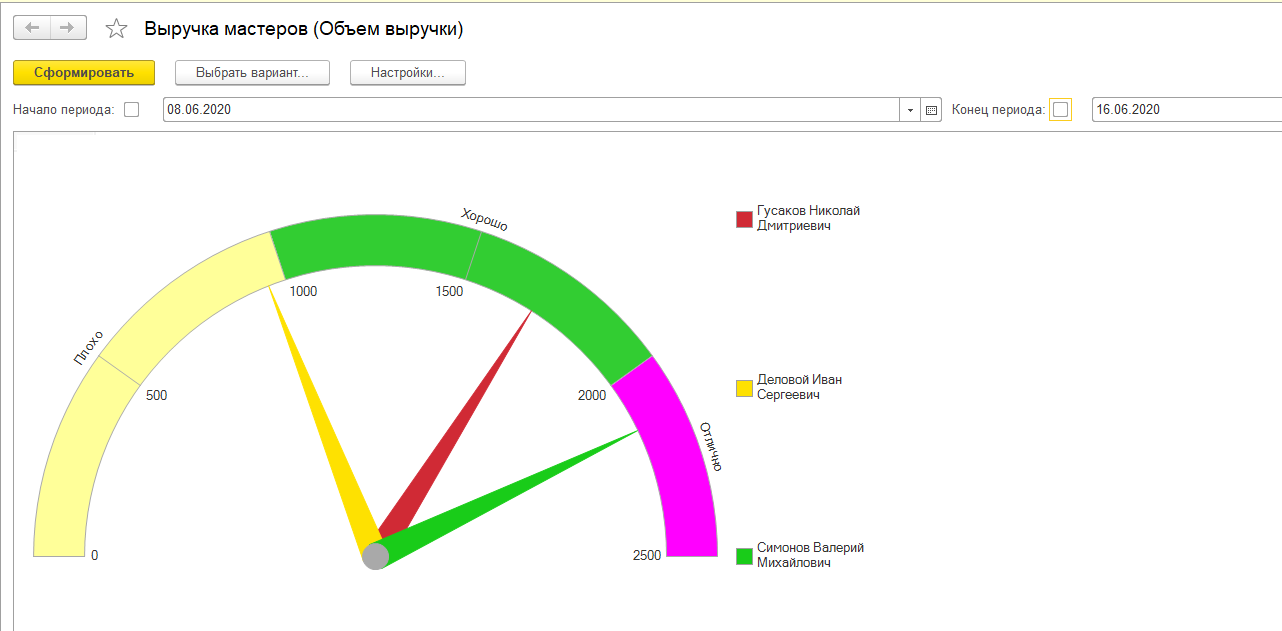 Выручка мастеров (Объем выручки)
Сформировать
Выбрать вариант...
Настройки...
Начало периода:
08.06.2020
Конец периода:
16.06.2020
Хорошо
Гусаков Николай
Дмитриевич
1000
1500
Плохо
500
2000
Деловой Иван
Сергеевич
Отлично
0
2500
Симонов Валерий
Михайлович